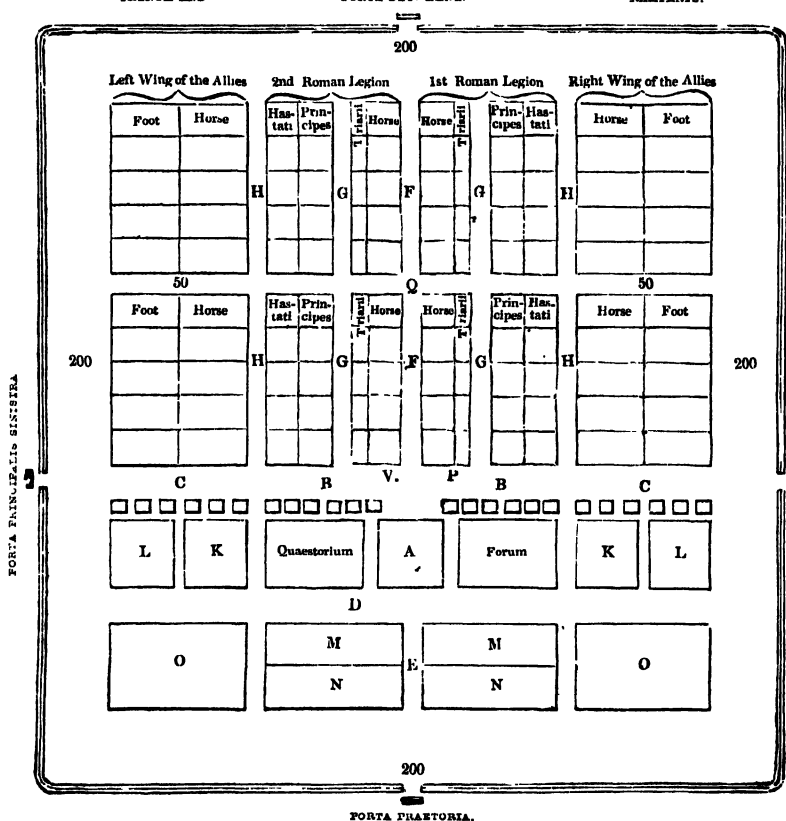 200
Left Wing of the Allies 2nd Roman Legion 1st Roman Legion Right Wing of the Allies
Foot Horse Has-tati Prin-cipes Triarii Horse Horse Triarii Prin-cipes Has-tati Horse Foot
H G F G H
50 Q 50
Foot Horse Has-tati Prin-cipes Triarii Horse Horse Triarii Prin-cipes Has-tati Horse Foot
200 H G F G H 200
C B V. P B C
L K Quaestorium A Forum K L
D
O M E M O
N N
200
PORTA PRAETORIA.
PORTA PRINCIPALIS SINISTRA